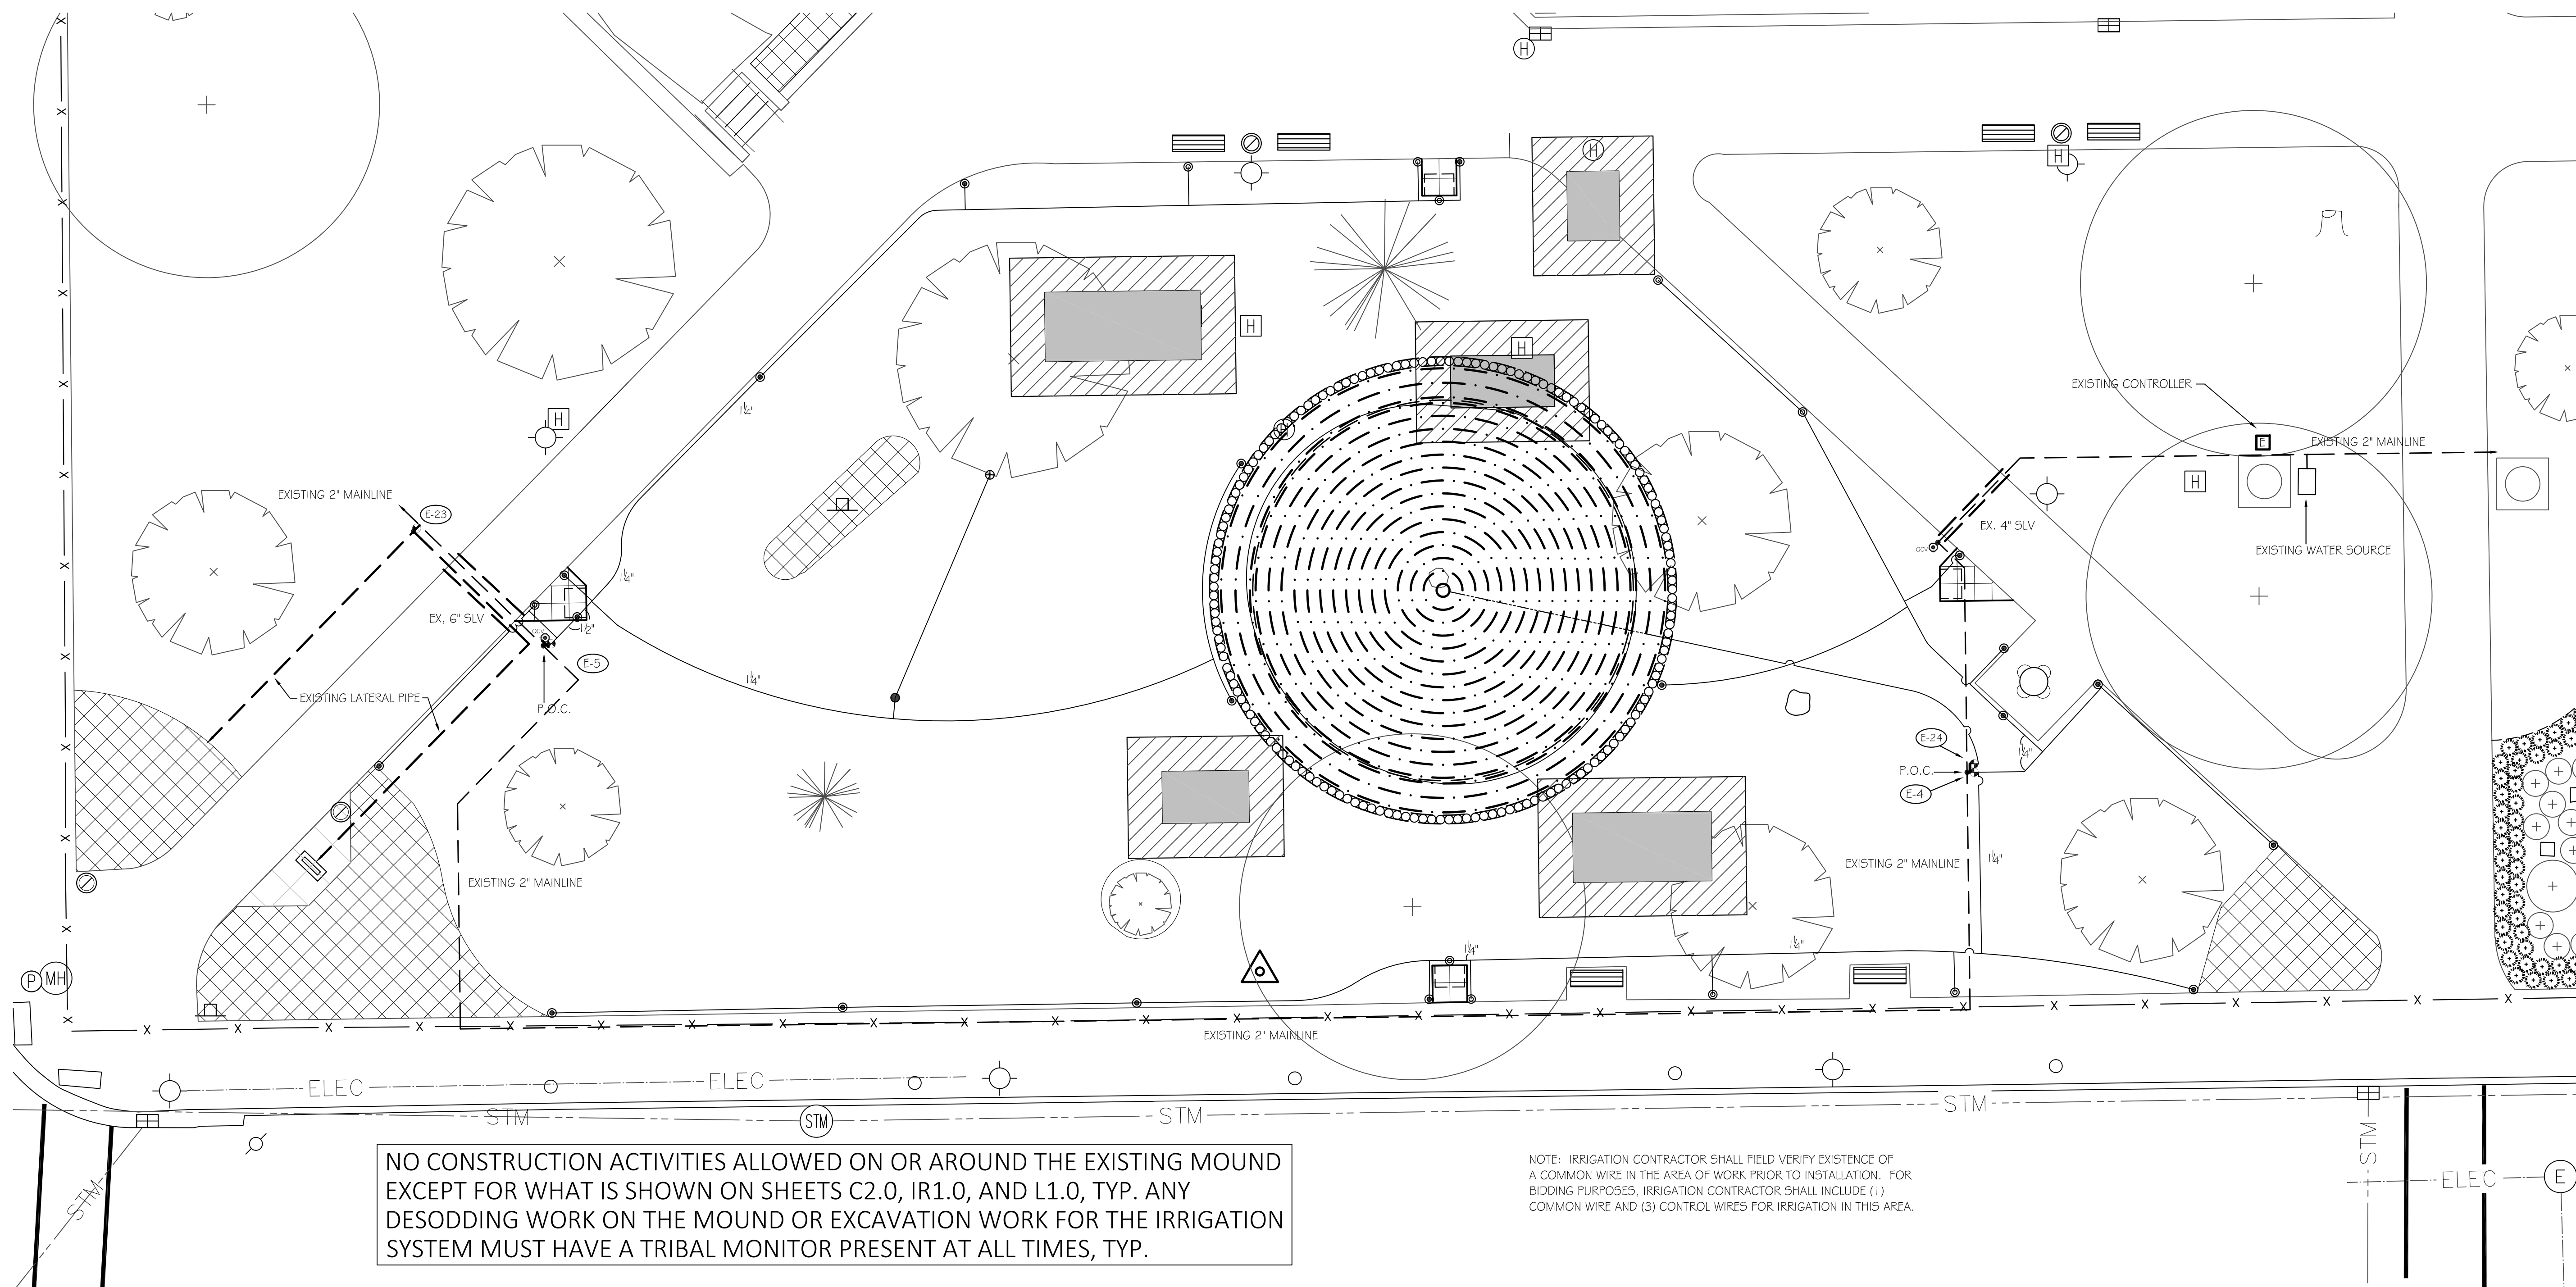 H
H
H
H
H
EXISTING CONTROLLER
E
EXISTING 2" MAINLINE
H
H
EXISTING 2" MAINLINE
E-23
1¼"
EX. 4" SLV
QCV
EXISTING WATER SOURCE
1¼"
EX. 6" SLV
QCV
1½"
E-5
1¼"
EXISTING LATERAL PIPE
P.O.C.
E-24
P.O.C.
E-4
1¼"
EXISTING 2" MAINLINE
1¼"
EXISTING 2" MAINLINE
1¼"
1¼"
P
MH
EXISTING 2" MAINLINE
ELEC
ELEC
STM
STM
STM
STM
STM
STM
ELEC
E
NO CONSTRUCTION ACTIVITIES ALLOWED ON OR AROUND THE EXISTING MOUND
EXCEPT FOR WHAT IS SHOWN ON SHEETS C2.0, IR1.0, AND L1.0, TYP. ANY
DESODDING WORK ON THE MOUND OR EXCAVATION WORK FOR THE IRRIGATION
SYSTEM MUST HAVE A TRIBAL MONITOR PRESENT AT ALL TIMES, TYP.
NOTE: IRRIGATION CONTRACTOR SHALL FIELD VERIFY EXISTENCE OF
A COMMON WIRE IN THE AREA OF WORK PRIOR TO INSTALLATION. FOR
BIDDING PURPOSES, IRRIGATION CONTRACTOR SHALL INCLUDE (1)
COMMON WIRE AND (3) CONTROL WIRES FOR IRRIGATION IN THIS AREA.